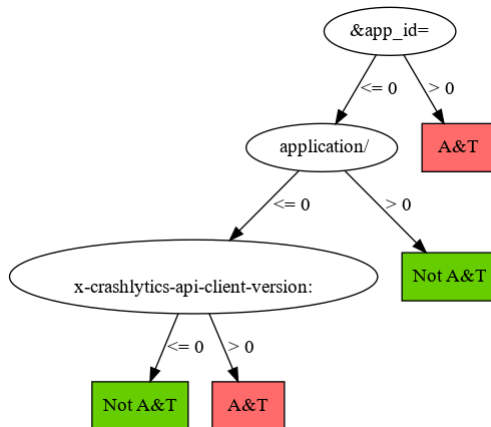 &app_id=
<= 0
> 0
application/
A&T
<= 0
> 0
x-crashlytics-api-client-version:
Not A&T
<= 0
> 0
Not A&T
A&T